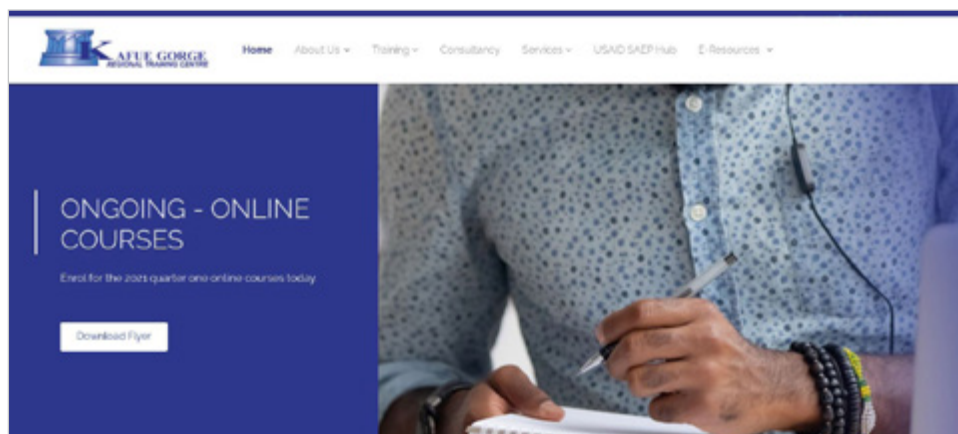 KAFUE GORGE
REGIONAL TRAINING CENTRE
Home About Us Training Consultancy Services USAID SAEP Hub E-Resources
ONGOING - ONLINE
COURSES
Enrol for the 2021 quarter one online courses today
Download Flyer